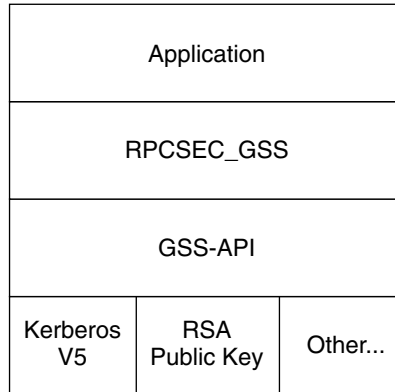 Application
RPCSEC_GSS
GSS-API
Kerberos
V5
RSA
Public Key
Other...